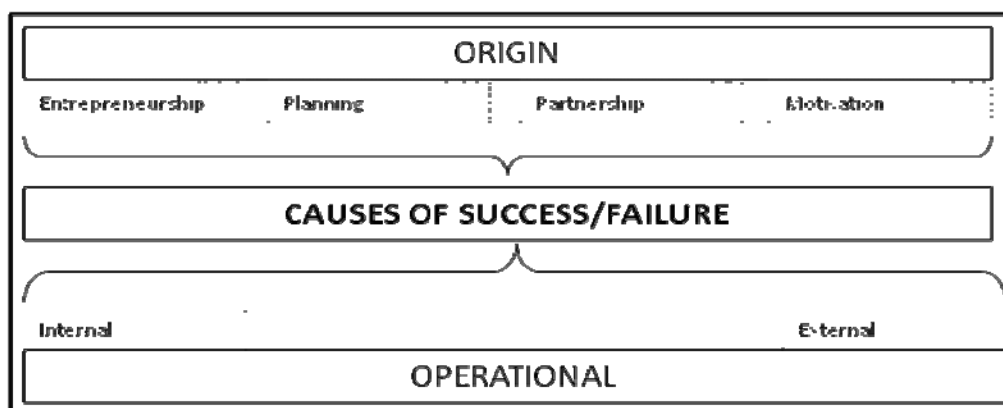 ORIGIN
Entrepreneurship Planning Partnership Motivation
CAUSES OF SUCCESS/FAILURE
Internal External
OPERATIONAL